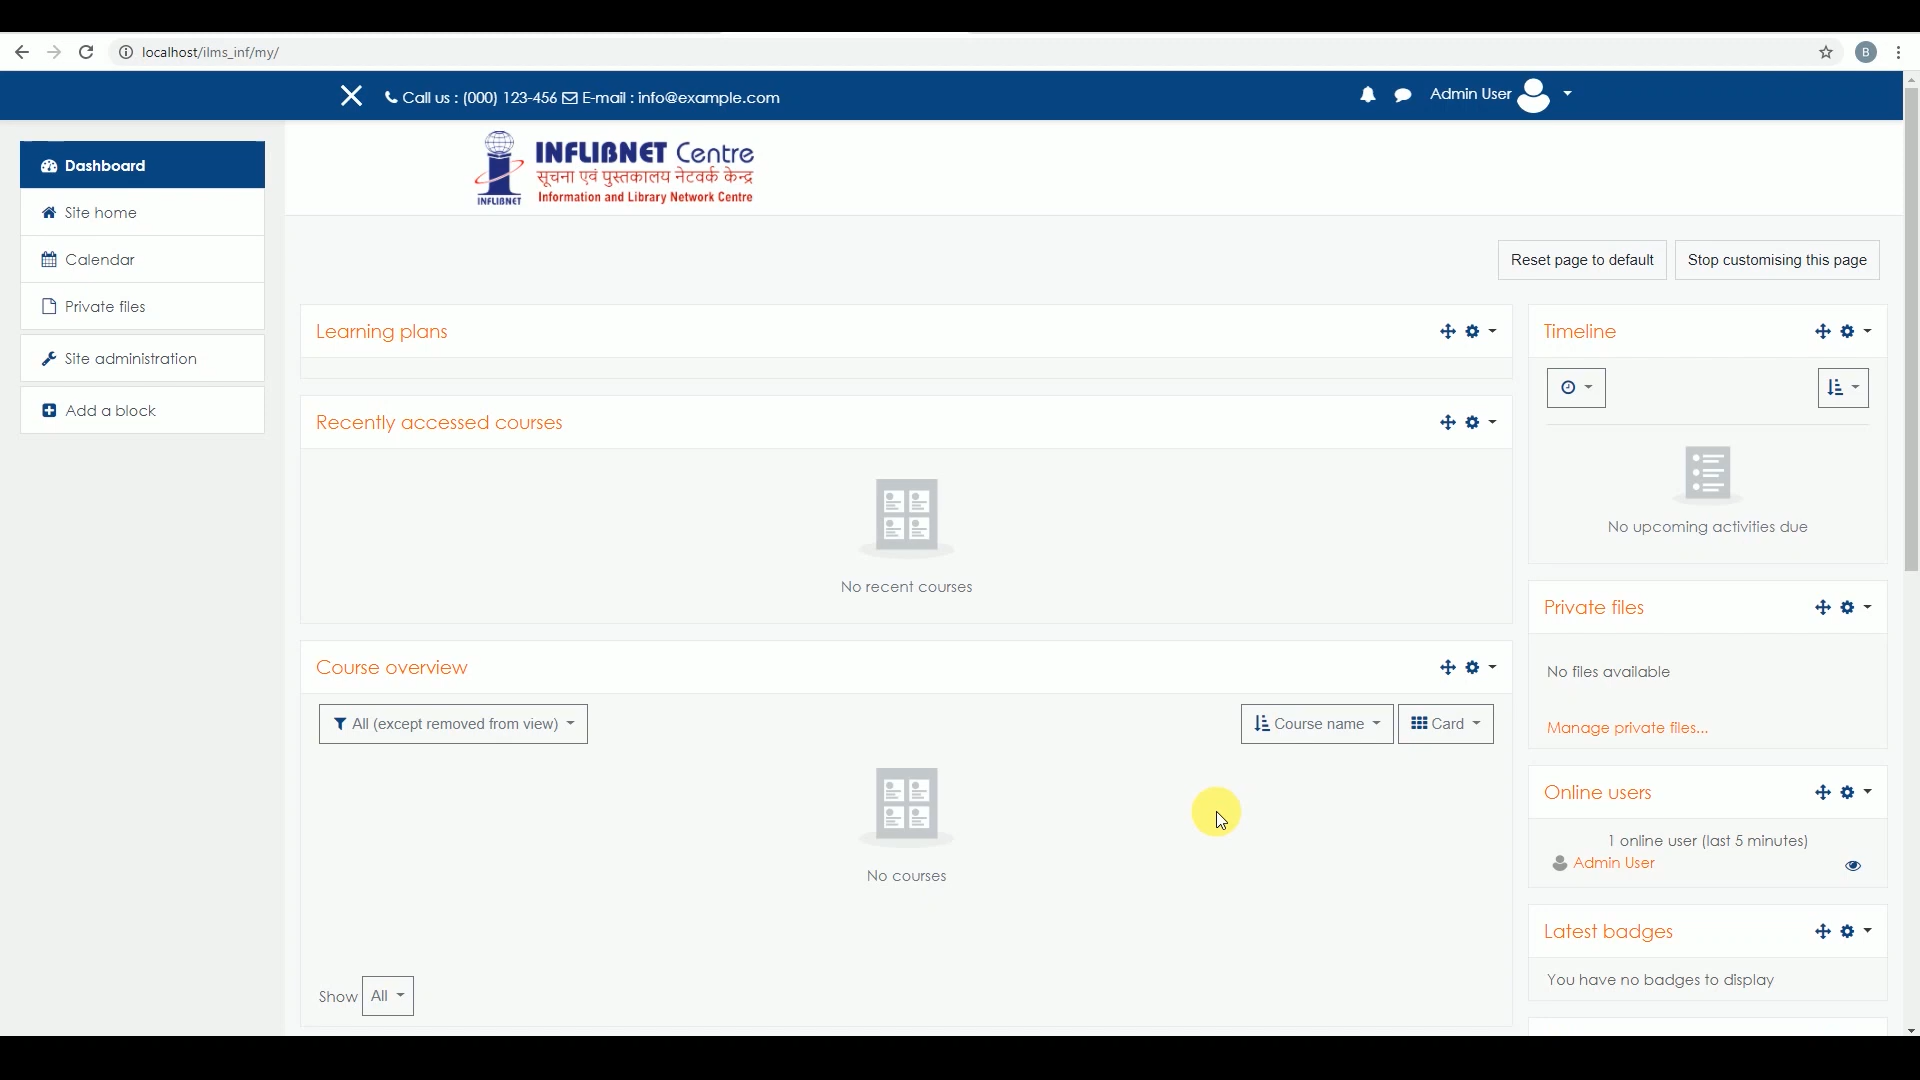 localhost/ilms_inf/my/
B
Call us : (000) 123-456 E-mail : info@example.com
Admin User
INFLIBNET
INFLIBNET Centre
सूचना एवं पुस्तकालय नेटवर्क केन्द्र
Information and Library Network Centre
Dashboard
Site home
Calendar
Private files
Site administration
Add a block
Reset page to default
Stop customising this page
Learning plans
Recently accessed courses
No recent courses
Course overview
All (except removed from view)
Course name
Card
No courses
Show All
Timeline
No upcoming activities due
Private files
No files available
Manage private files...
Online users
1 online user (last 5 minutes)
Admin User
Latest badges
You have no badges to display